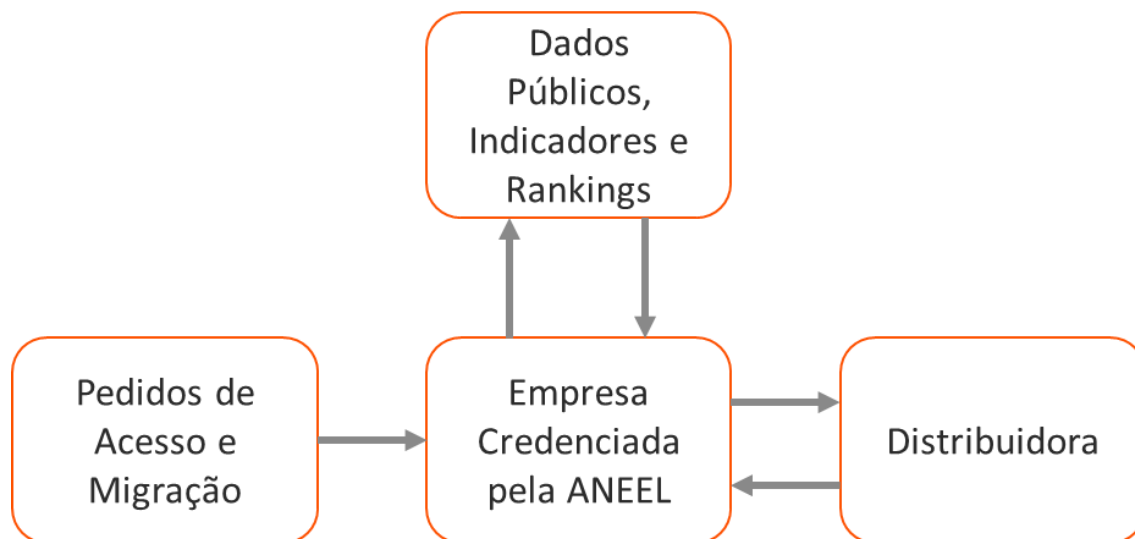 Dados
Públicos,
Indicadores e
Rankings
Pedidos de
Acesso e
Migração
Empresa
Credenciada
pela ANEEL
Distribuidora